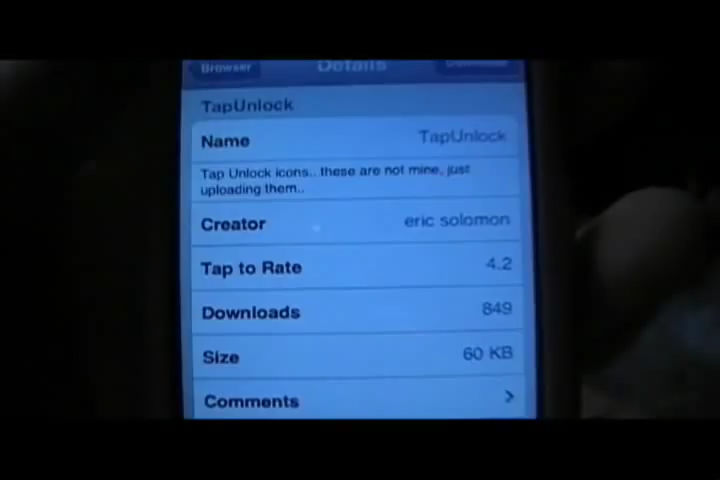 Browser
Details
TapUnlock
Name TapUnlock
Tap Unlock icons.. these are not mine, just
uploading them..
Creator eric solomon
Tap to Rate 4.2
Downloads 849
Size 60 KB
Comments